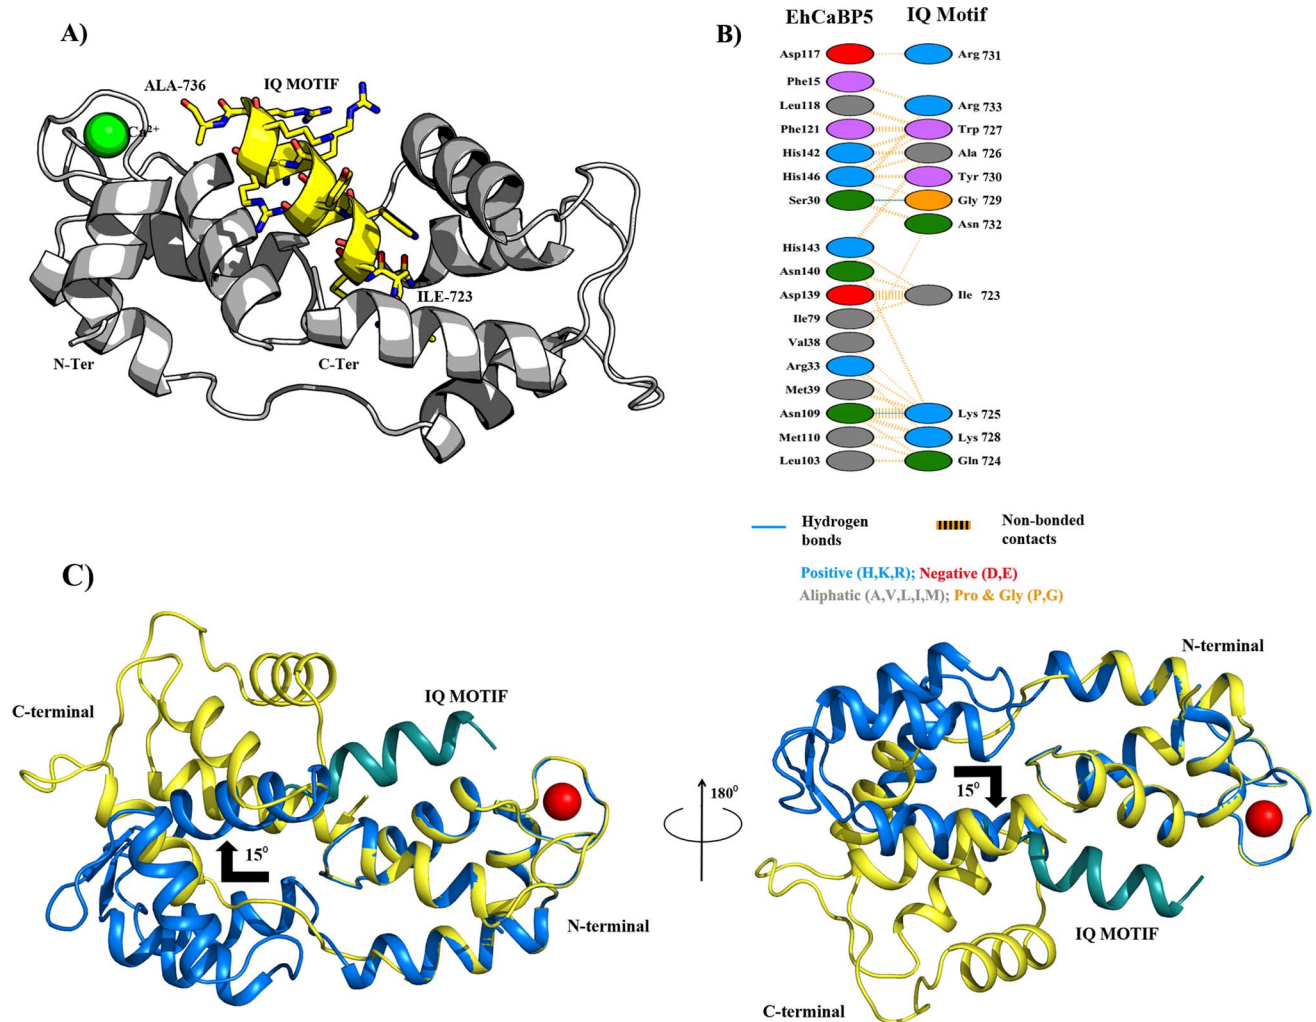 A)
ALA-736
IQ MOTIF
Ca²⁺
ILE-723
N-Ter
C-Ter
B)
EhCaBP5 IQ Motif
Asp117 Arg 731
Phe15
Leu118 Arg 733
Phe121 Trp 727
His142 Ala 726
His146 Tyr 730
Ser30 Gly 729
Asn 732
His143
Asn140
Asp139 Ile 723
Ile79
Val38
Arg33
Met39
Asn109 Lys 725
Met110 Lys 728
Leu103 Gln 724
Hydrogen bonds
Non-bonded contacts
Positive (H,K,R); Negative (D,E)
Aliphatic (A,V,L,I,M); Pro & Gly (P,G)
C)
C-terminal
IQ MOTIF
15⁰
N-terminal
180⁰
N-terminal
15⁰
IQ MOTIF
C-terminal